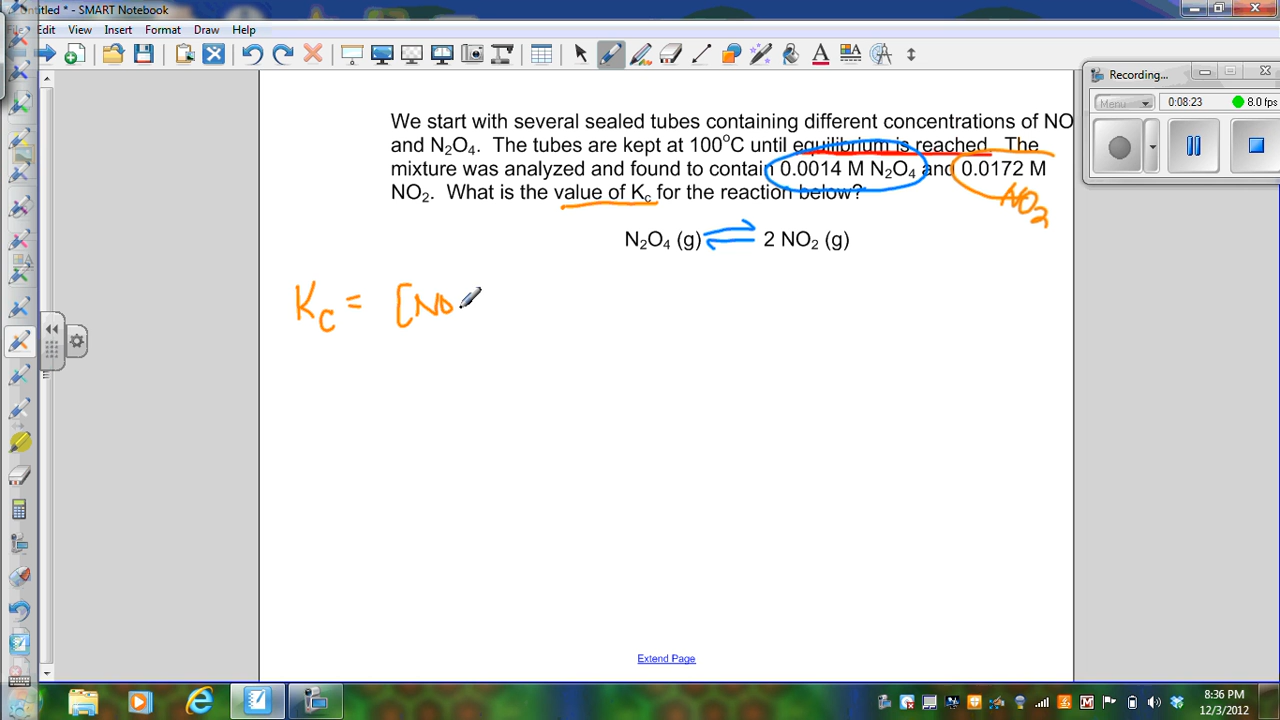 Untitled * - SMART Notebook
File Edit View Insert Format Draw Help
Recording...
Menu 0:08:23 8.0 fps
We start with several sealed tubes containing different concentrations of NO
and N₂O₄. The tubes are kept at 100°C until equilibrium is reached. The
mixture was analyzed and found to contain 0.0014 M N₂O₄ and 0.0172 M
NO₂. What is the value of Kc for the reaction below?
NO₂
N₂O₄ (g) ⇌ 2 NO₂ (g)
Kc = [NO
Extend Page
8:36 PM
12/3/2012